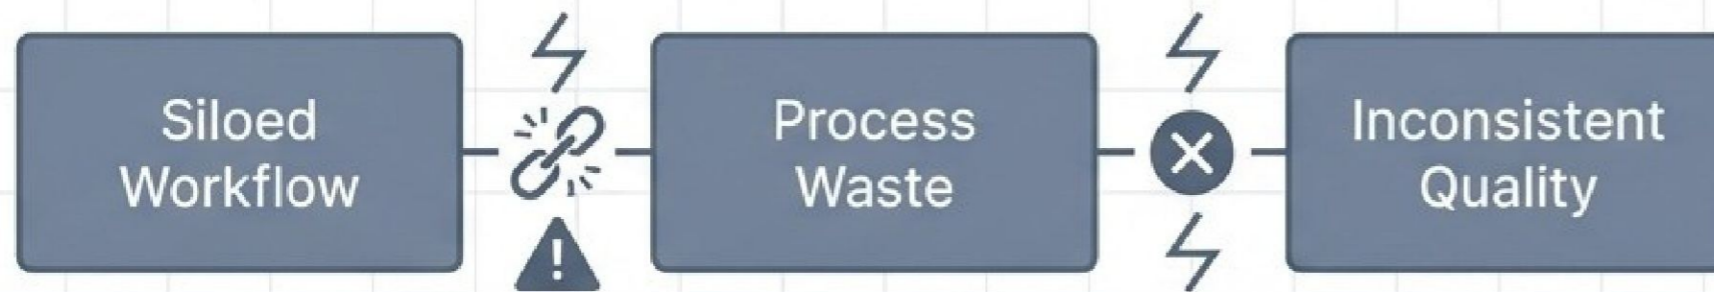 Siloed
Workflow
Process
Waste
Inconsistent
Quality